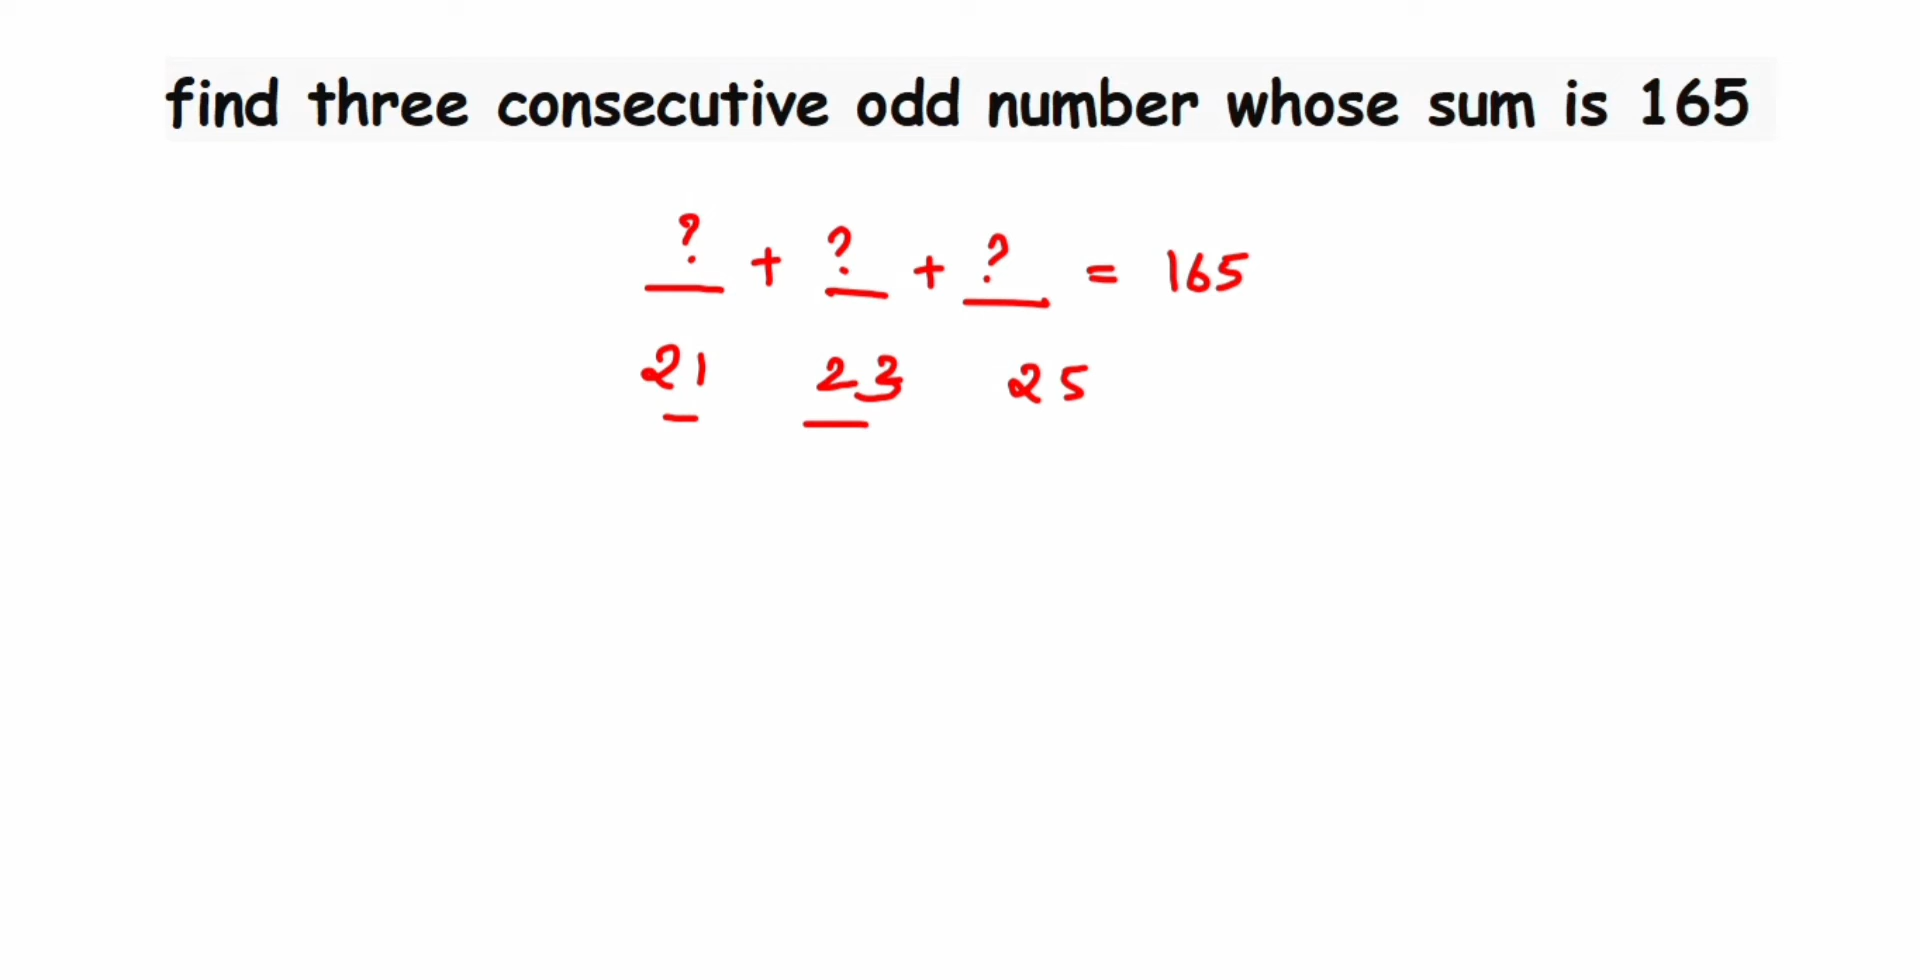 find three consecutive odd number whose sum is 165
? + ? + ? = 165
21 23 25